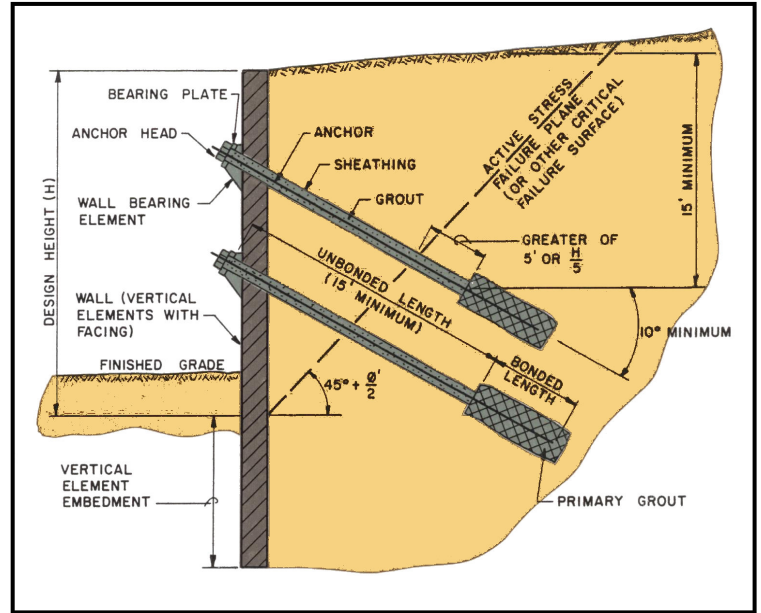 BEARING PLATE
ANCHOR HEAD
WALL BEARING
ELEMENT
DESIGN HEIGHT (H)
WALL (VERTICAL
ELEMENTS WITH
FACING)
FINISHED GRADE
VERTICAL
ELEMENT
EMBEDMENT
ANCHOR
SHEATHING
GROUT
UNBONDED LENGTH
(15' MINIMUM)
45° + Ø'/2
ACTIVE STRESS
FAILURE PLANE
(OR OTHER CRITICAL
FAILURE SURFACE)
GREATER OF
5' OR H/5
15' MINIMUM
10° MINIMUM
BONDED
LENGTH
PRIMARY GROUT